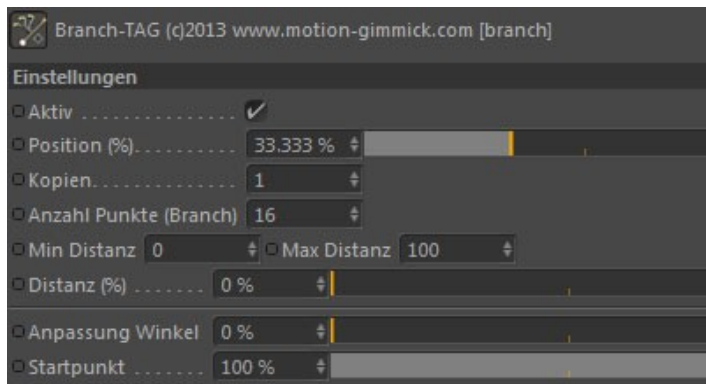 Branch-TAG (c)2013 www.motion-gimmick.com [branch]
Einstellungen
Aktiv . . . . . . . . . . . . . . .
Position (%). . . . . . . . . . 33.333 %
Kopien. . . . . . . . . . . . . . 1
Anzahl Punkte (Branch) 16
Min Distanz 0 Max Distanz 100
Distanz (%) . . . . . . . 0 %
Anpassung Winkel 0 %
Startpunkt . . . . . . . 100 %